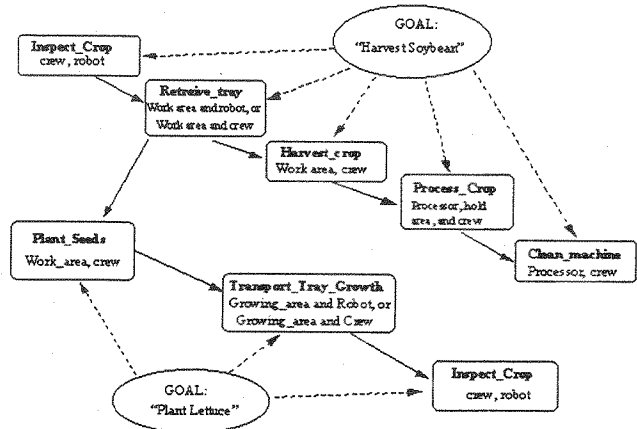 GOAL:
"Harvest Soybean"
Inspect_Crop
crew, robot
Retreive_tray
Work area and robot, or
Work area and crew
Harvest_crop
Work area, crew
Process_Crop
Processor, hold
area, and crew
Plant_Seeds
Work_area, crew
Clean_machine
Processor, crew
Transport_Tray_Growth
Growing_area and Robot, or
Growing_area and Crew
GOAL:
"Plant Lettuce"
Inspect_Crop
crew, robot